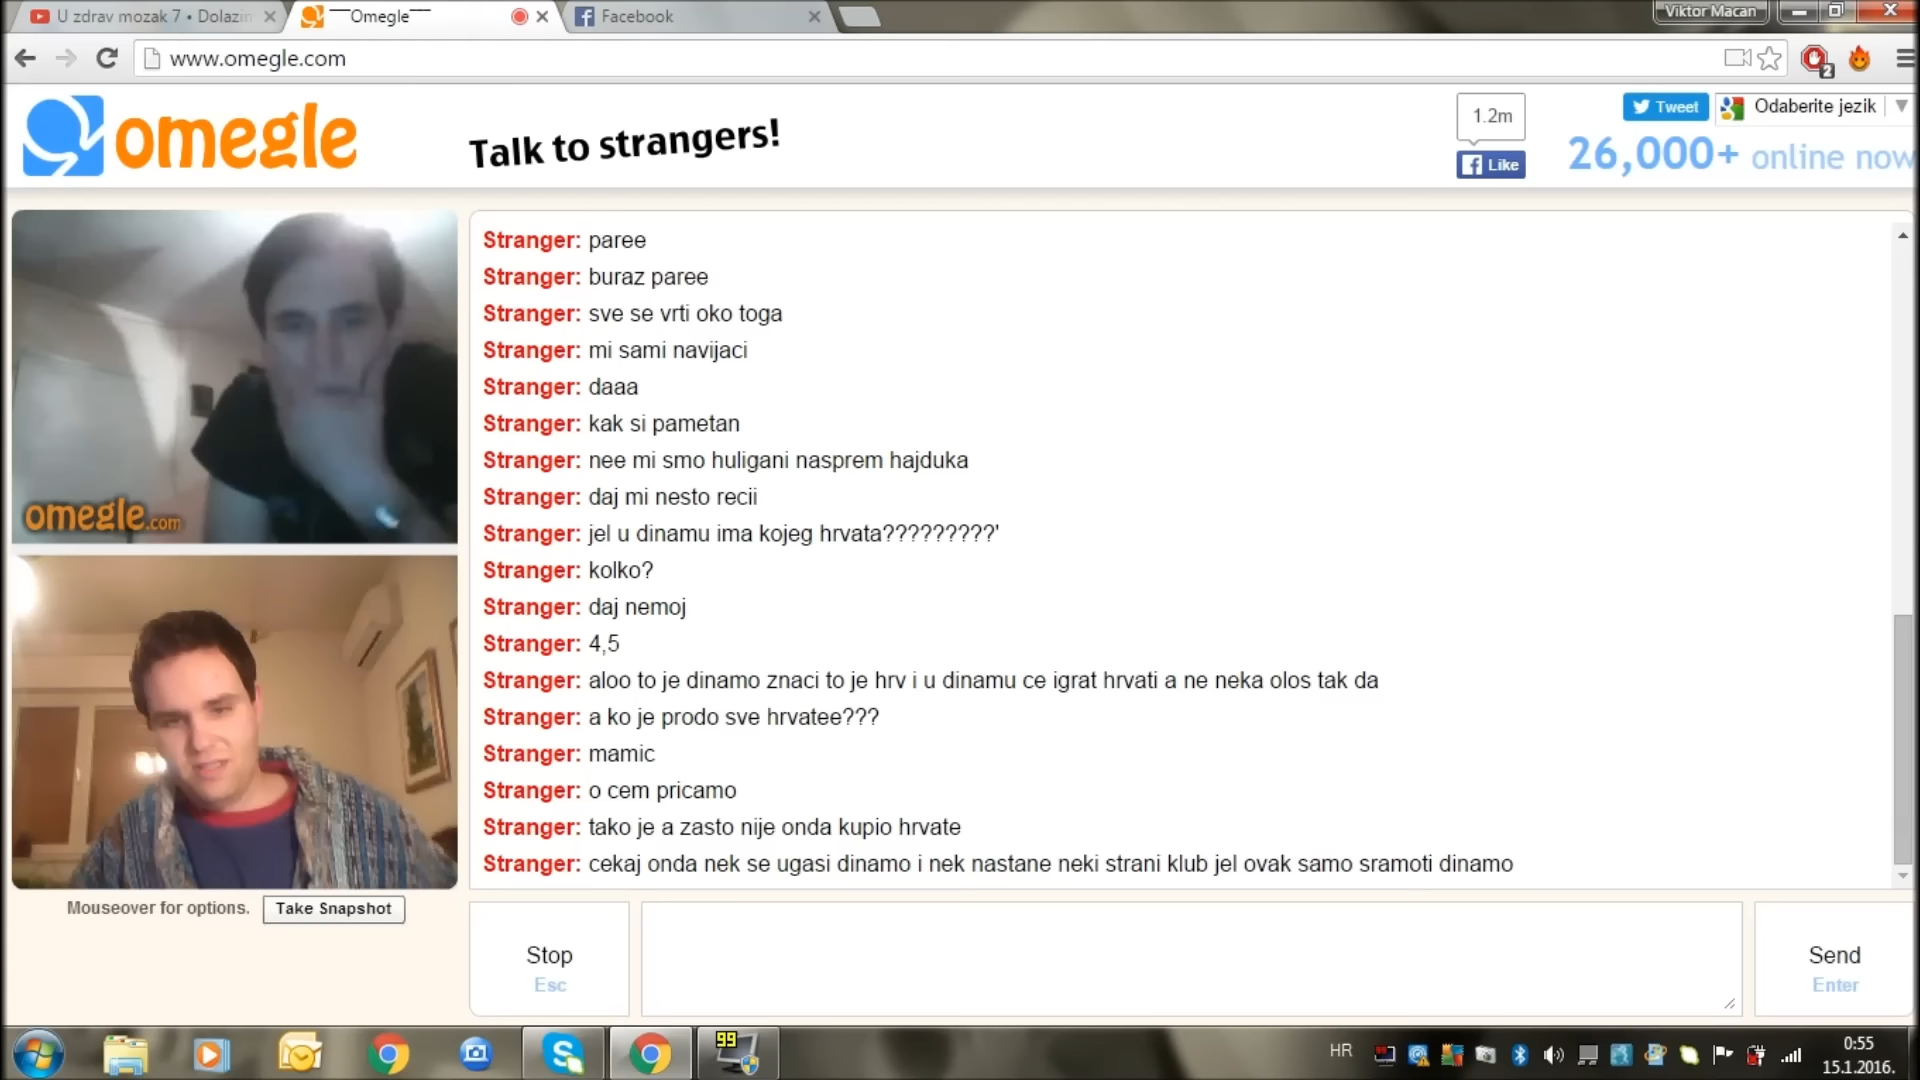 U zdrav mozak 7 • Dolazin
Omegle
Facebook
Viktor Macan
www.omegle.com
2
omegle
Talk to strangers!
1.2m
Like
Tweet
Odaberite jezik
26,000+ online now
omegle.com
Stranger: paree
Stranger: buraz paree
Stranger: sve se vrti oko toga
Stranger: mi sami navijaci
Stranger: daaa
Stranger: kak si pametan
Stranger: nee mi smo huligani nasprem hajduka
Stranger: daj mi nesto recii
Stranger: jel u dinamu ima kojeg hrvata?????????'
Stranger: kolko?
Stranger: daj nemoj
Stranger: 4,5
Stranger: aloo to je dinamo znaci to je hrv i u dinamu ce igrat hrvati a ne neka olos tak da
Stranger: a ko je prodo sve hrvatee???
Stranger: mamic
Stranger: o cem pricamo
Stranger: tako je a zasto nije onda kupio hrvate
Stranger: cekaj onda nek se ugasi dinamo i nek nastane neki strani klub jel ovak samo sramoti dinamo
Mouseover for options.
Take Snapshot
Stop
Esc
Send
Enter
99
HR
0:55
15.1.2016.